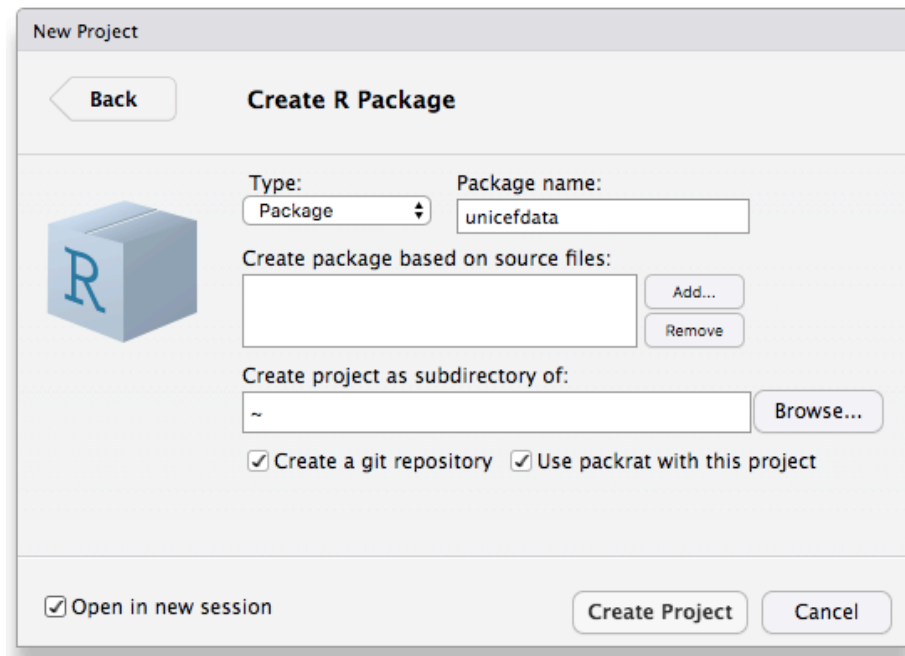 New Project
Back
Create R Package
Type:
Package name:
Package
unicefdata
Create package based on source files:
R
Add...
Remove
Create project as subdirectory of:
~
Browse...
Create a git repository
Use packrat with this project
Open in new session
Create Project
Cancel